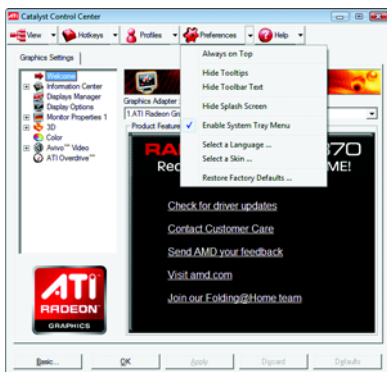 ATI Catalyst Control Center
View Hotkeys Profiles Preferences Help
Graphics Settings
Always on Top
Hide Tooltips
Hide Toolbar Text
Hide Splash Screen
Enable System Tray Menu
Select a Language ...
Select a Skin ...
Restore Factory Defaults ...
Welcome
Information Center
Displays Manager
Display Options
Monitor Properties 1
3D
Color
Avivo™ Video
ATI Overdrive™
Graphics Adapter
1.ATI Radeon
Product Feature
RA
70
ME!
Check for driver updates
Contact Customer Care
Send AMD your feedback
Visit amd.com
Join our Folding@Home team
ATI
RADEON
GRAPHICS
Basic...
OK
Apply
Discard
Defaults